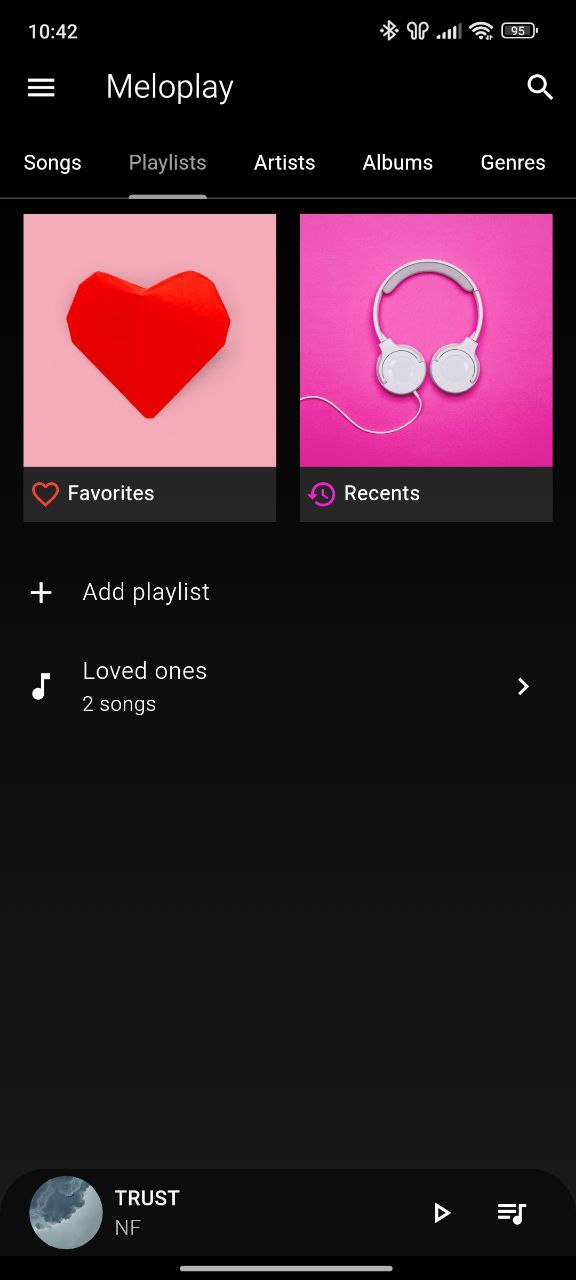 10:42
95
Meloplay
Songs
Playlists
Artists
Albums
Genres
Favorites
Recents
Add playlist
Loved ones
2 songs
TRUST
NF